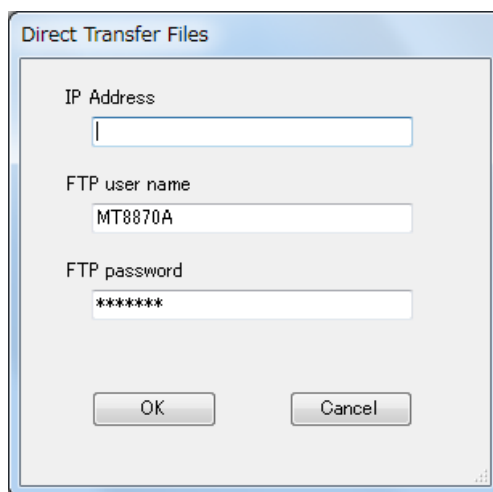 Direct Transfer Files
IP Address
FTP user name
MT8870A
FTP password
*******
OK
Cancel